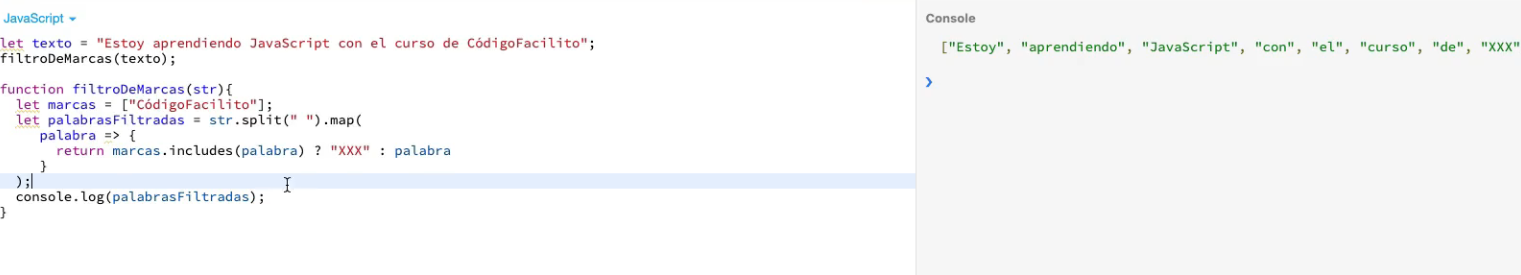 JavaScript
let texto = "Estoy aprendiendo JavaScript con el curso de CódigoFacilito";
filtroDeMarcas(texto);
function filtroDeMarcas(str){
let marcas = ["CódigoFacilito"];
let palabrasFiltradas = str.split(" ").map(
palabra => {
return marcas.includes(palabra) ? "XXX" : palabra
}
);
console.log(palabrasFiltradas);
}
Console
["Estoy", "aprendiendo", "JavaScript", "con", "el", "curso", "de", "XXX"